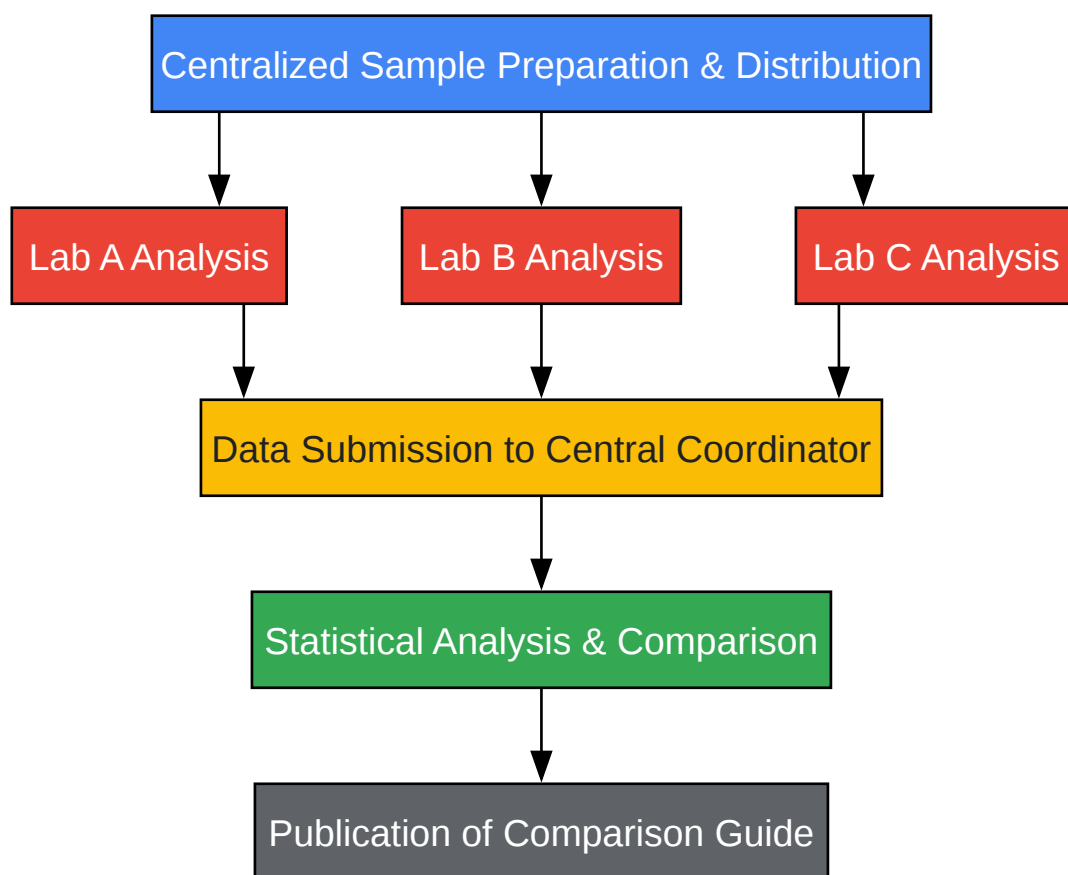 Centralized Sample Preparation & Distribution
Lab A Analysis
Lab B Analysis
Lab C Analysis
Data Submission to Central Coordinator
Statistical Analysis & Comparison
Publication of Comparison Guide